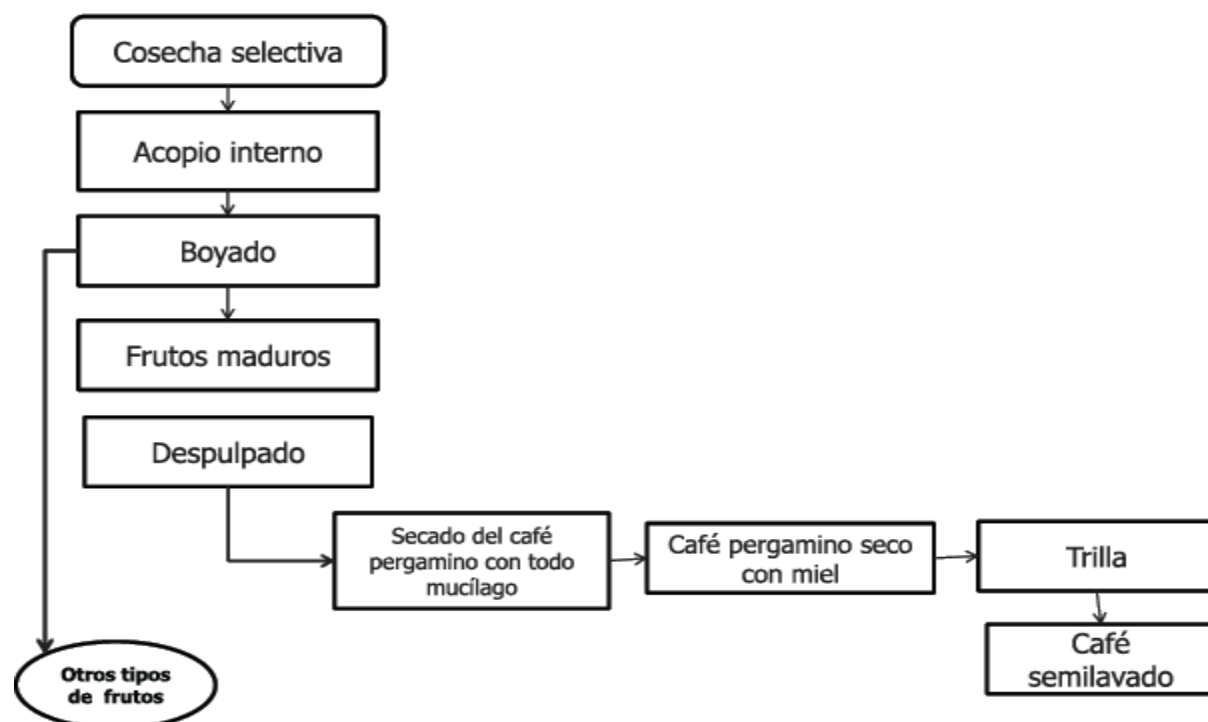 Cosecha selectiva
Acopio interno
Boyado
Frutos maduros
Despulpado
Secado del café
pergamino con todo
mucílago
Café pergamino seco
con miel
Trilla
Café
semilavado
Otros tipos
de frutos